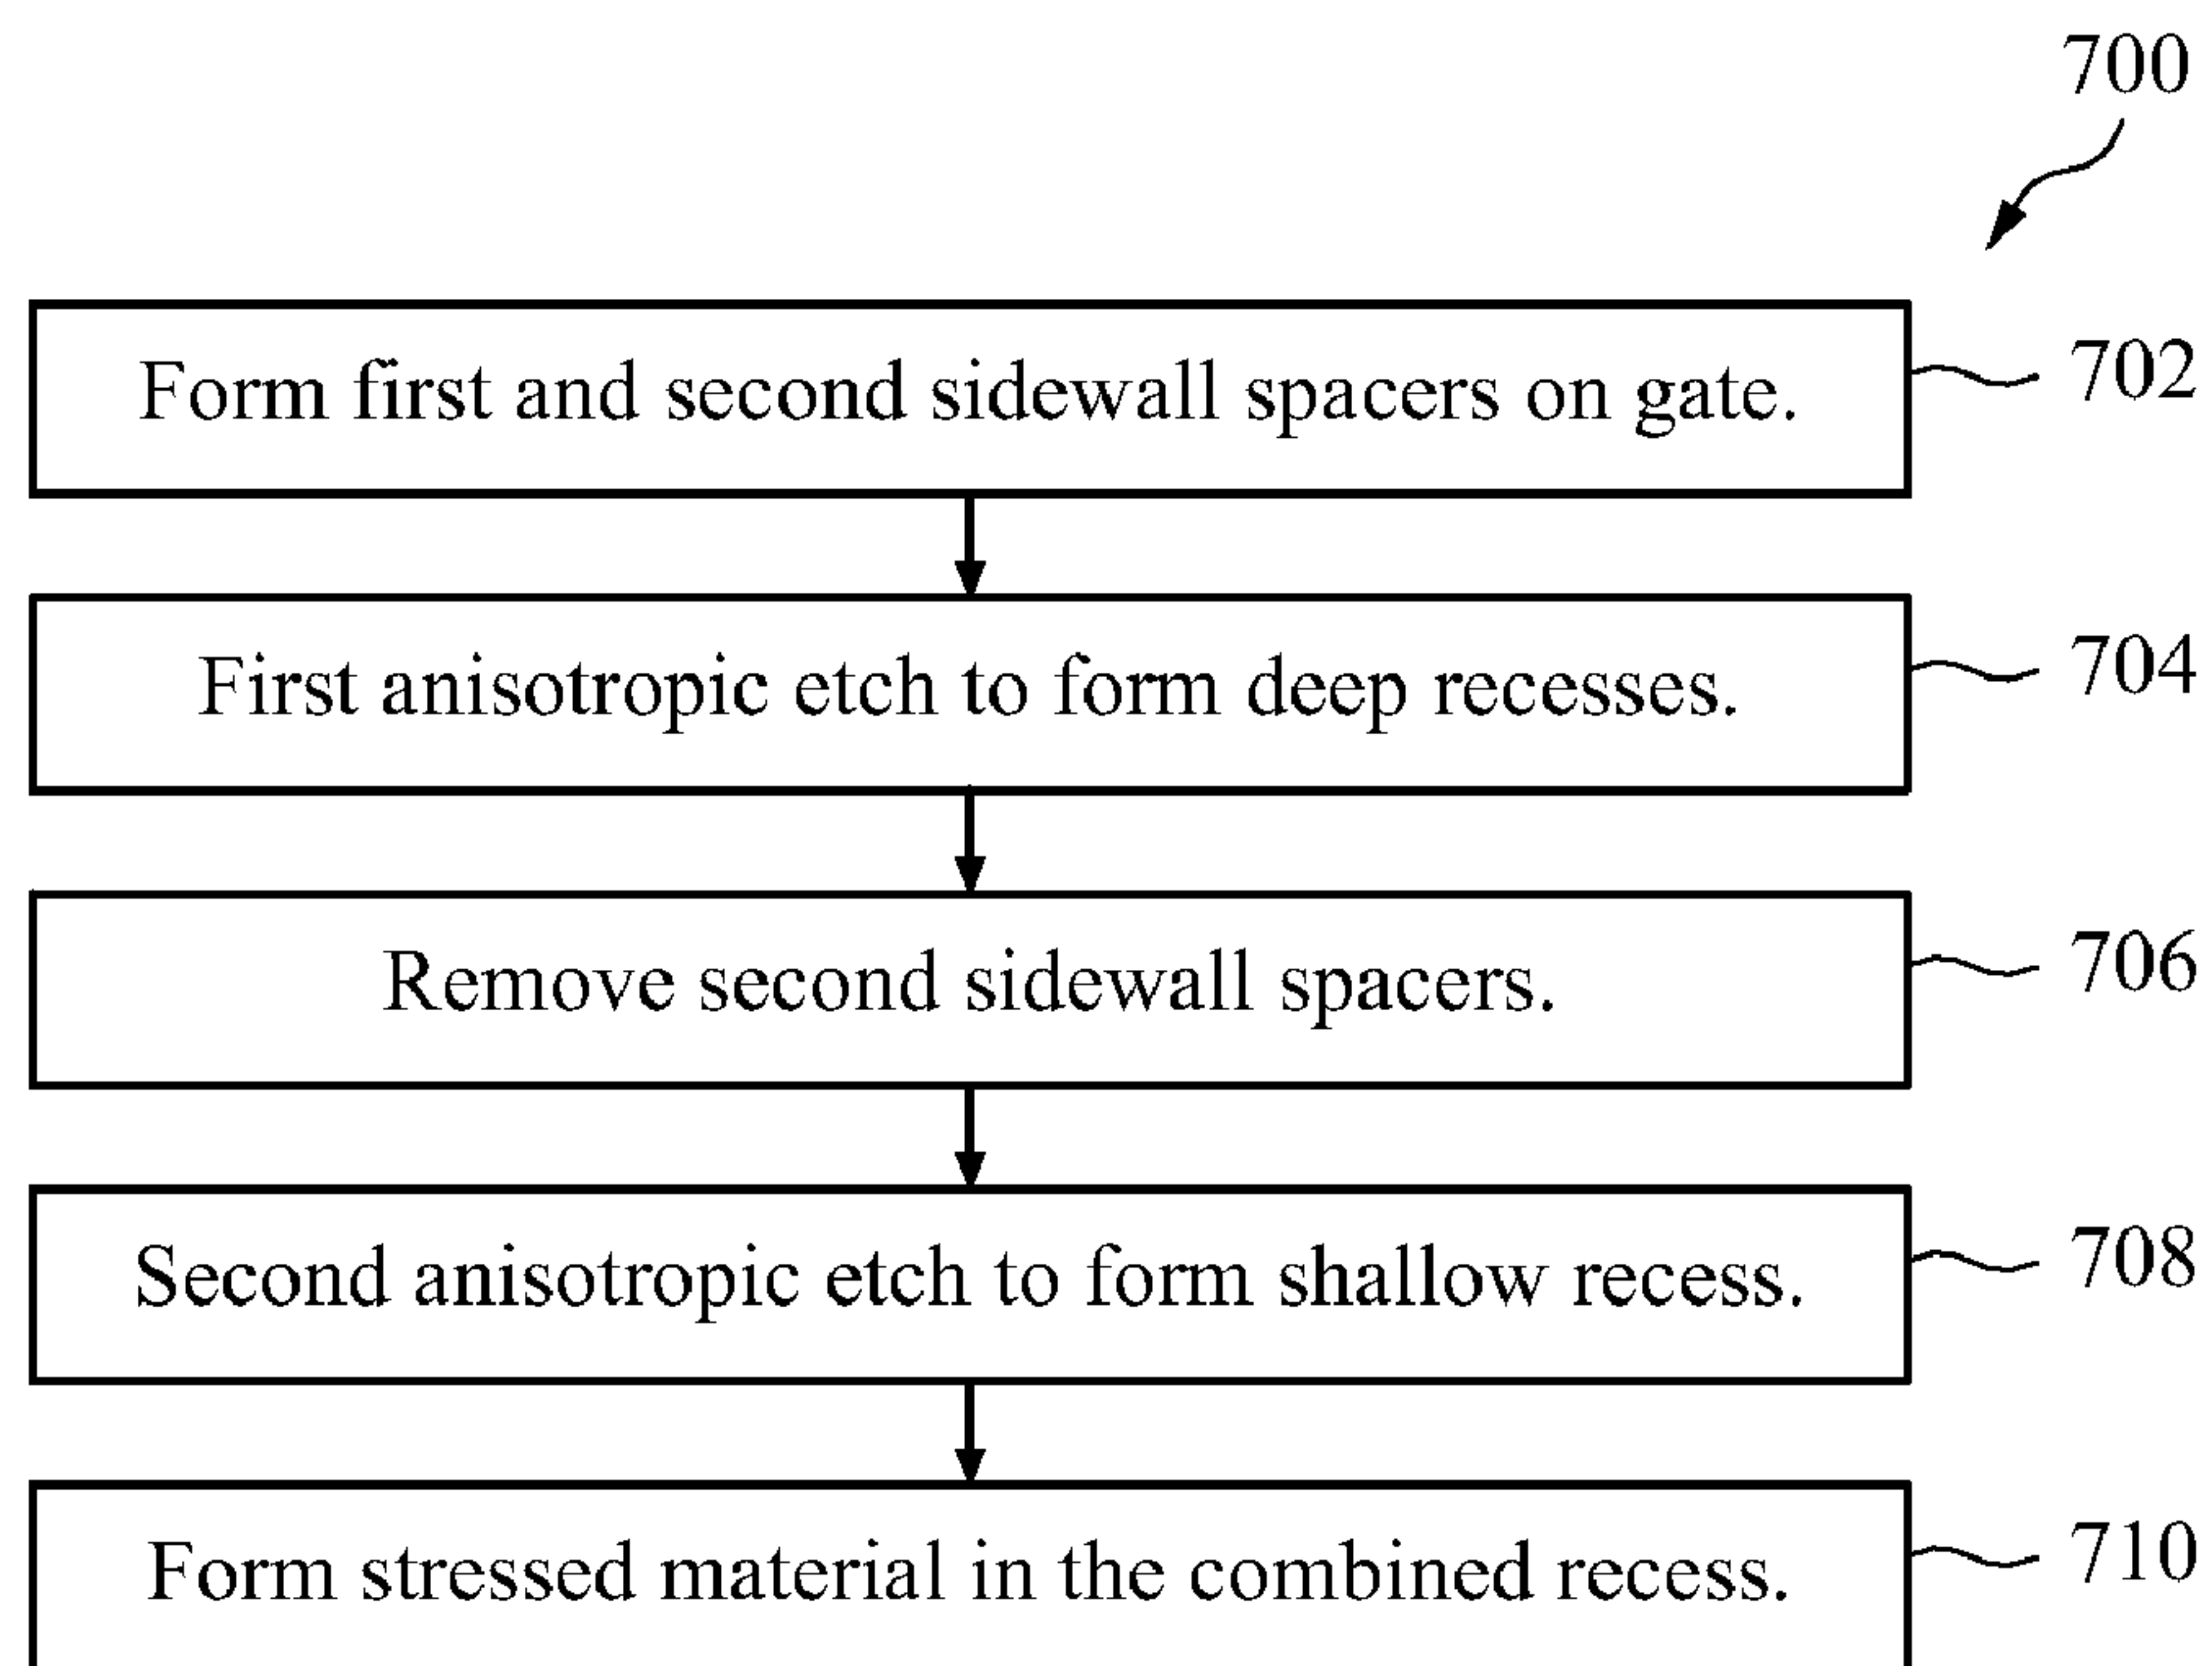 700
Form first and second sidewall spacers on gate.
702
First anisotropic etch to form deep recesses.
704
Remove second sidewall spacers.
706
Second anisotropic etch to form shallow recess.
708
Form stressed material in the combined recess.
710